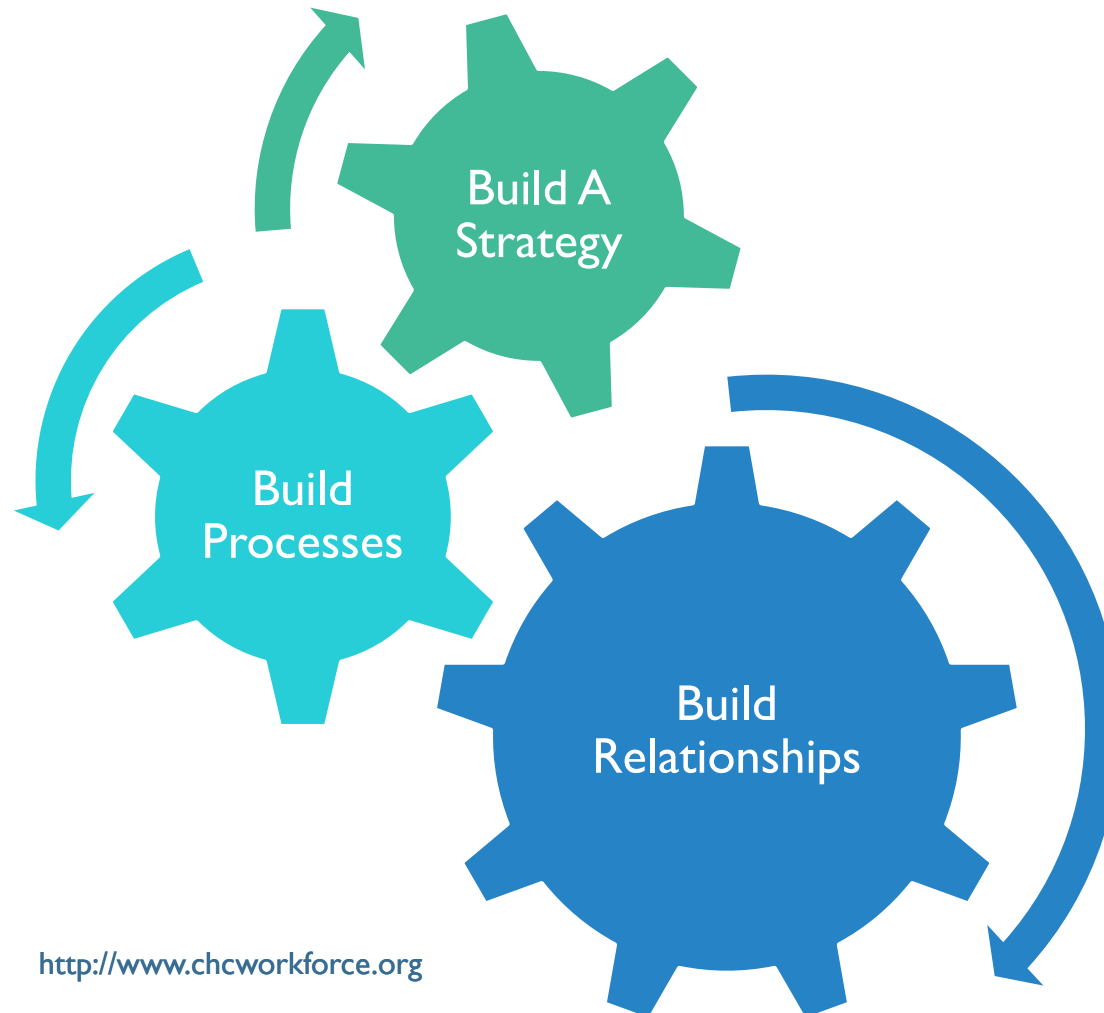 Build A
Strategy
Build
Processes
Build
Relationships
http://www.chcworkforce.org